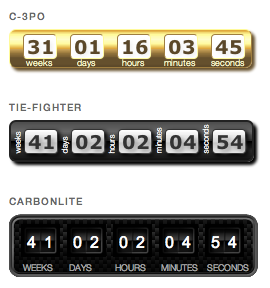 C-3PO
31 01 16 03 45
weeks days hours minutes seconds
TIE-FIGHTER
weeks 41 days 02 hours 02 minutes 03 seconds 54
CARBONLITE
41 02 02 04 54
WEEKS DAYS HOURS MINUTES SECONDS